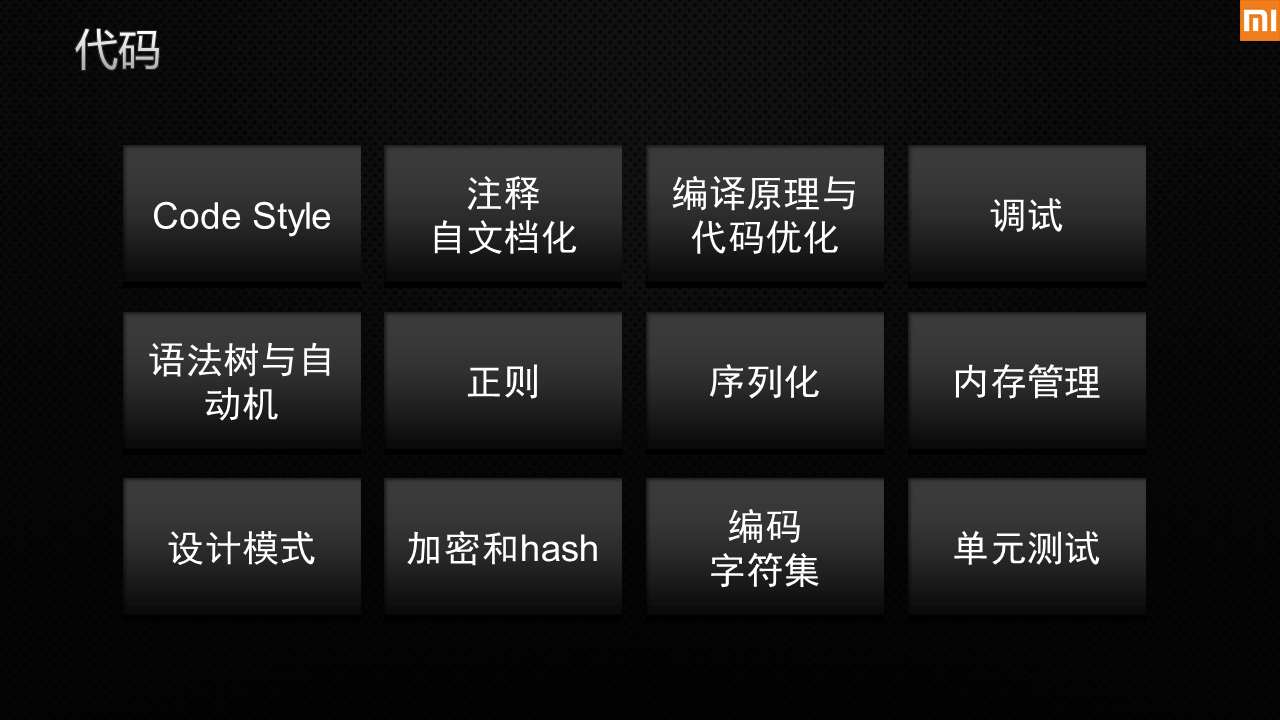 代码
mi
Code Style
注释
自文档化
编译原理与
代码优化
调试
语法树与自
动机
正则
序列化
内存管理
设计模式
加密和hash
编码
字符集
单元测试